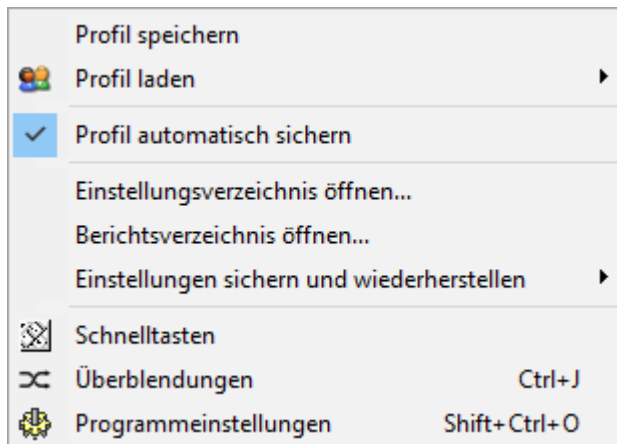 Profil speichern
Profil laden
Profil automatisch sichern
Einstellungsverzeichnis öffnen...
Berichtsverzeichnis öffnen...
Einstellungen sichern und wiederherstellen
Schnelltasten
Überblendungen Ctrl+J
Programmeinstellungen Shift+Ctrl+O